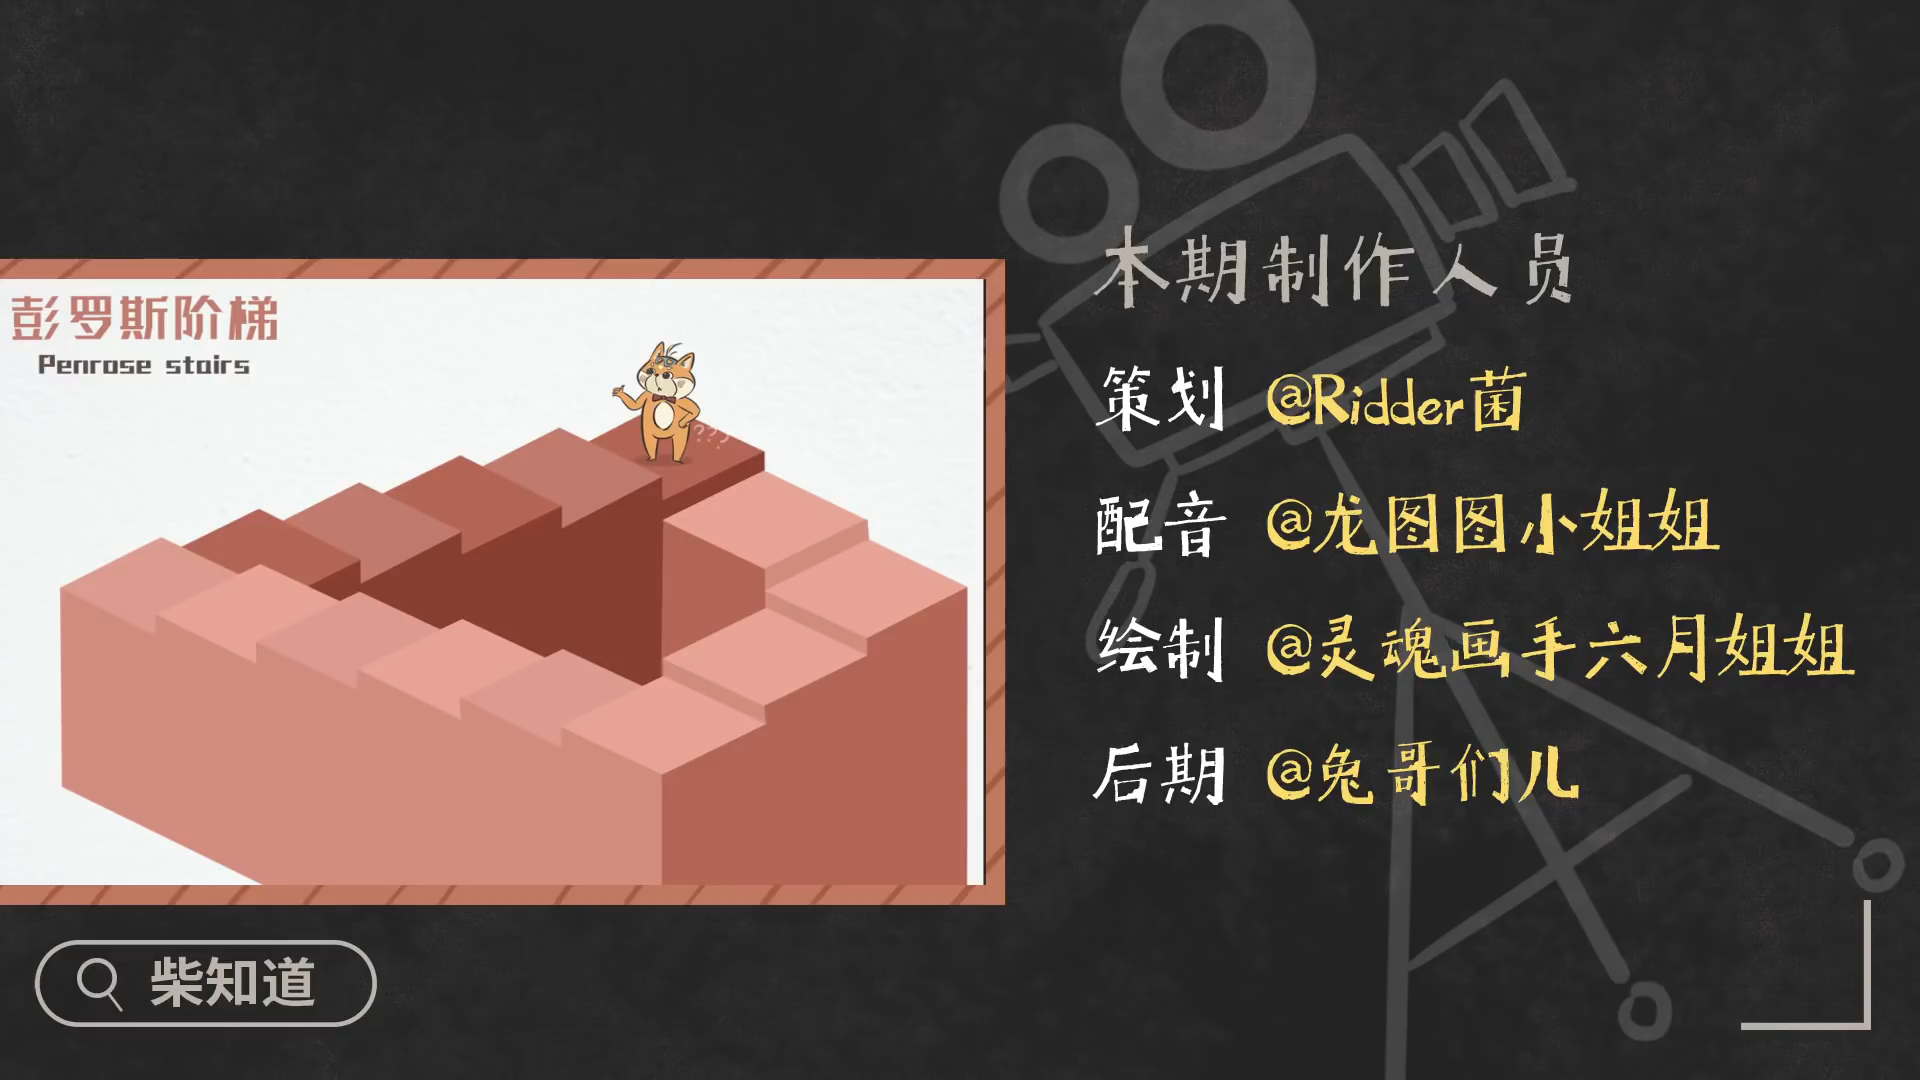 彭罗斯阶梯
Penrose stairs
???
本期制作人员
策划 @Ridder菌
配音 @龙图图小姐姐
绘制 @灵魂画手六月姐姐
后期 @兔哥们儿
柴知道